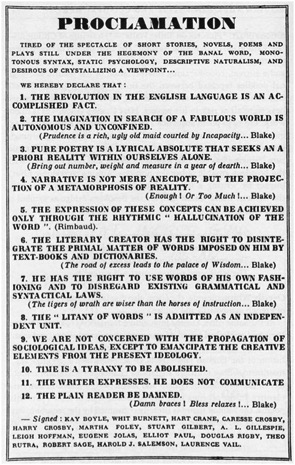 PROCLAMATION
TIRED OF THE SPECTACLE OF SHORT STORIES, NOVELS, POEMS AND
PLAYS STILL UNDER THE HEGEMONY OF THE BANAL WORD, MONO-
TONOUS SYNTAX, STATIC PSYCHOLOGY, DESCRIPTIVE NATURALISM, AND
DESIROUS OF CRYSTALLIZING A VIEWPOINT...
WE HEREBY DECLARE THAT :
1. THE REVOLUTION IN THE ENGLISH LANGUAGE IS AN AC-
COMPLISHED FACT.
2. THE IMAGINATION IN SEARCH OF A FABULOUS WORLD IS
AUTONOMOUS AND UNCONFINED.
(Prudence is a rich, ugly old maid courted by Incapacity... Blake)
3. PURE POETRY IS A LYRICAL ABSOLUTE THAT SEEKS AN A
PRIORI REALITY WITHIN OURSELVES ALONE.
(Bring out number, weight and measure in a year of dearth... Blake)
4. NARRATIVE IS NOT MERE ANECDOTE, BUT THE PROJEC-
TION OF A METAMORPHOSIS OF REALITY.
(Enough ! Or Too Much !... Blake)
5. THE EXPRESSION OF THESE CONCEPTS CAN BE ACHIEVED
ONLY THROUGH THE RHYTHMIC " HALLUCINATION OF THE
WORD ". (Rimbaud).
6. THE LITERARY CREATOR HAS THE RIGHT TO DISINTE-
GRATE THE PRIMAL MATTER OF WORDS IMPOSED ON HIM BY
TEXT-BOOKS AND DICTIONARIES.
(The road of excess leads to the palace of Wisdom... Blake)
7. HE HAS THE RIGHT TO USE WORDS OF HIS OWN FASH-
IONING AND TO DISREGARD EXISTING GRAMMATICAL AND
SYNTACTICAL LAWS.
(The tigers of wrath are wiser than the horses of instruction... Blake)
8. THE " LITANY OF WORDS " IS ADMITTED AS AN INDEPEN-
DENT UNIT.
9. WE ARE NOT CONCERNED WITH THE PROPAGATION OF
SOCIOLOGICAL IDEAS, EXCEPT TO EMANCIPATE THE CREATIVE
ELEMENTS FROM THE PRESENT IDEOLOGY.
10. TIME IS A TYRANNY TO BE ABOLISHED.
11. THE WRITER EXPRESSES. HE DOES NOT COMMUNICATE
12. THE PLAIN READER BE DAMNED.
(Damn braces ! Bless relaxes !... Blake)
— Signed : KAY BOYLE, WHIT BURNETT, HART CRANE, CARESSE CROSBY,
HARRY CROSBY, MARTHA FOLEY, STUART GILBERT, A. L. GILLESPIE,
LEIGH HOFFMAN, EUGENE JOLAS, ELLIOT PAUL, DOUGLAS RIGBY, THEO
RUTRA, ROBERT SAGE, HAROLD J. SALEMSON, LAURENCE VAIL.